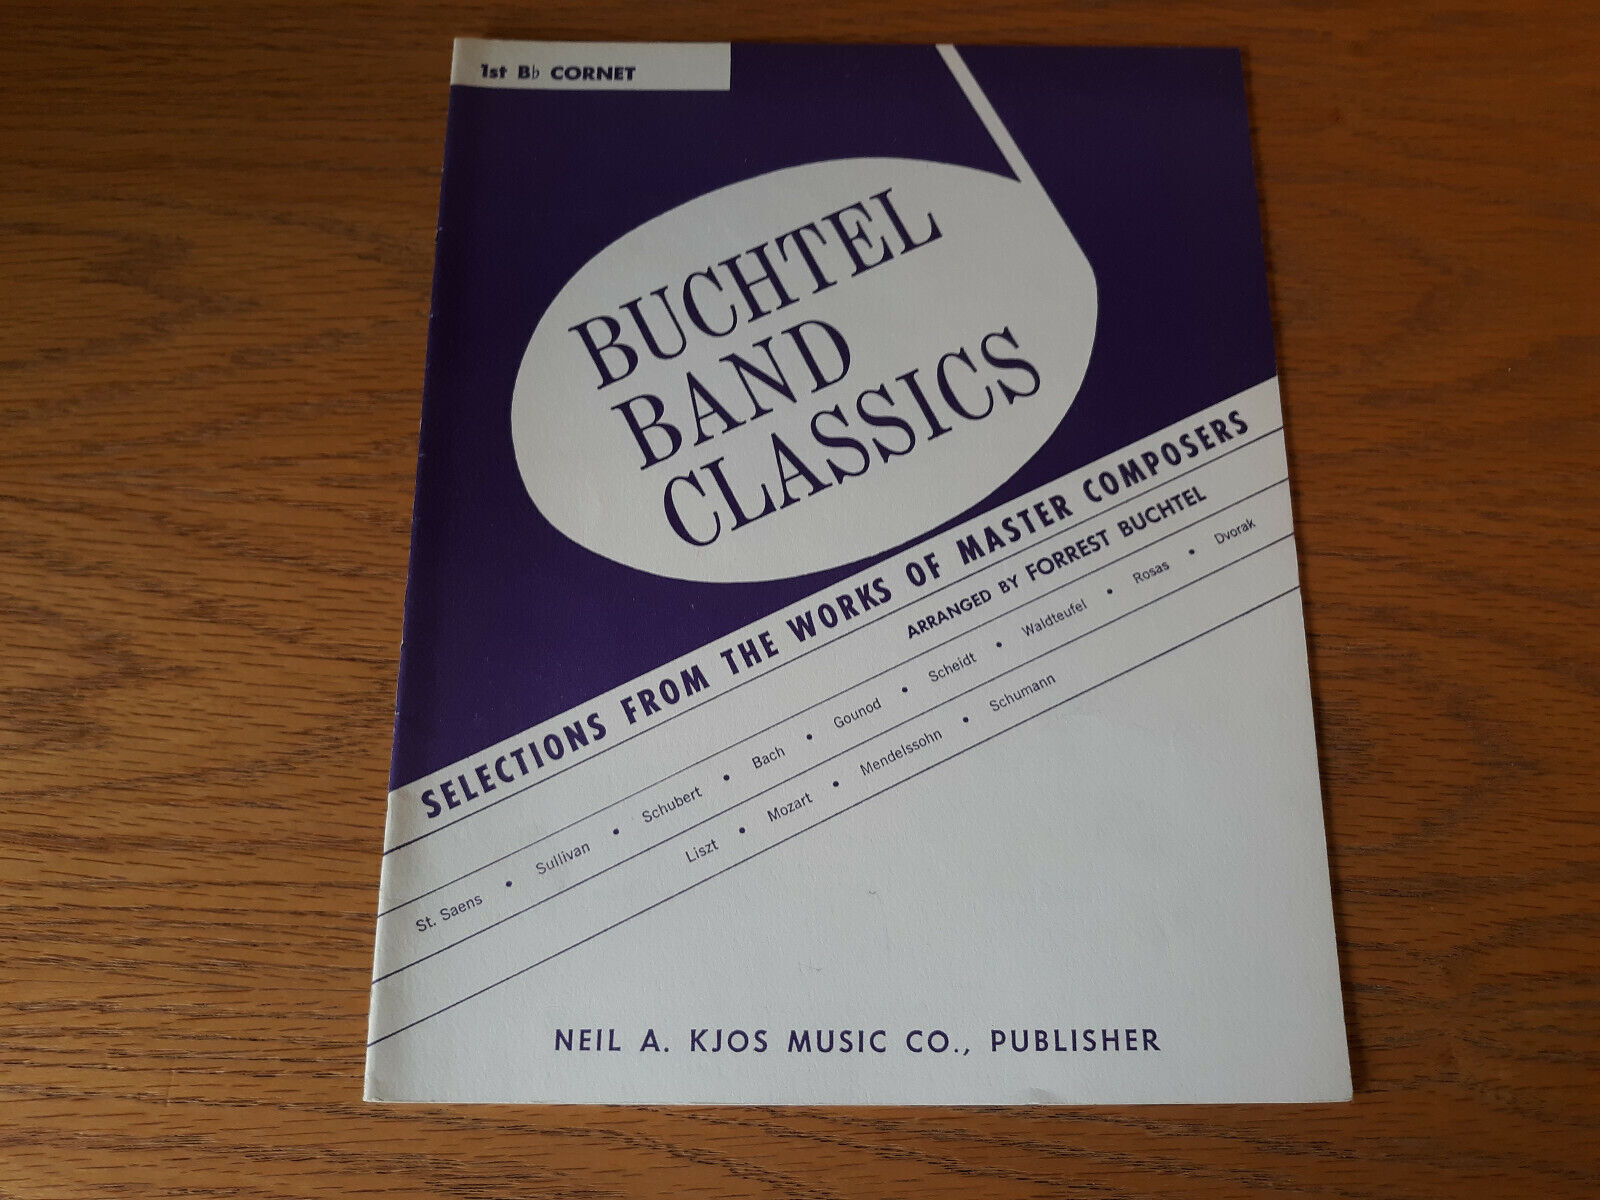 1st B♭ CORNET
BUCHTEL
BAND
CLASSICS
SELECTIONS FROM THE WORKS OF MASTER COMPOSERS
ARRANGED BY FORREST BUCHTEL
St. Saens • Sullivan • Schubert • Bach • Gounod • Scheidt • Waldteufel • Rosas • Dvorak
Liszt • Mozart • Mendelssohn • Schumann
NEIL A. KJOS MUSIC CO., PUBLISHER